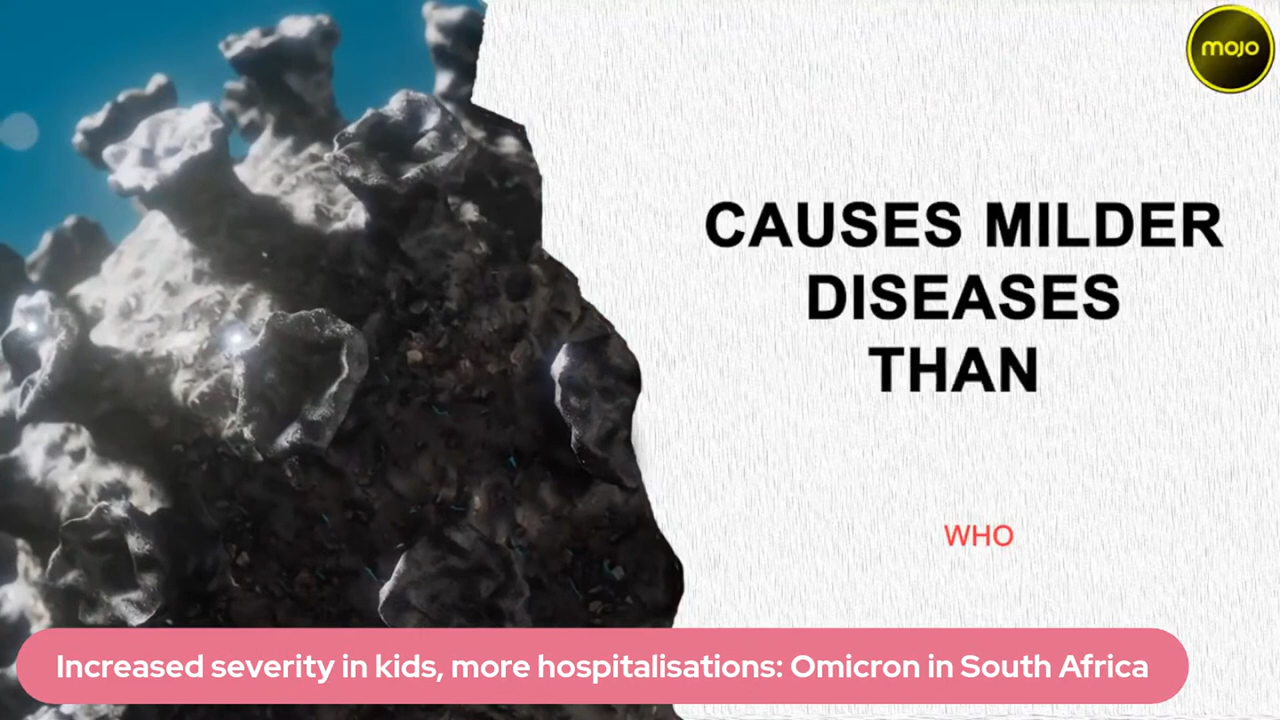 mojo
CAUSES MILDER
DISEASES
THAN
WHO
Increased severity in kids, more hospitalisations: Omicron in South Africa